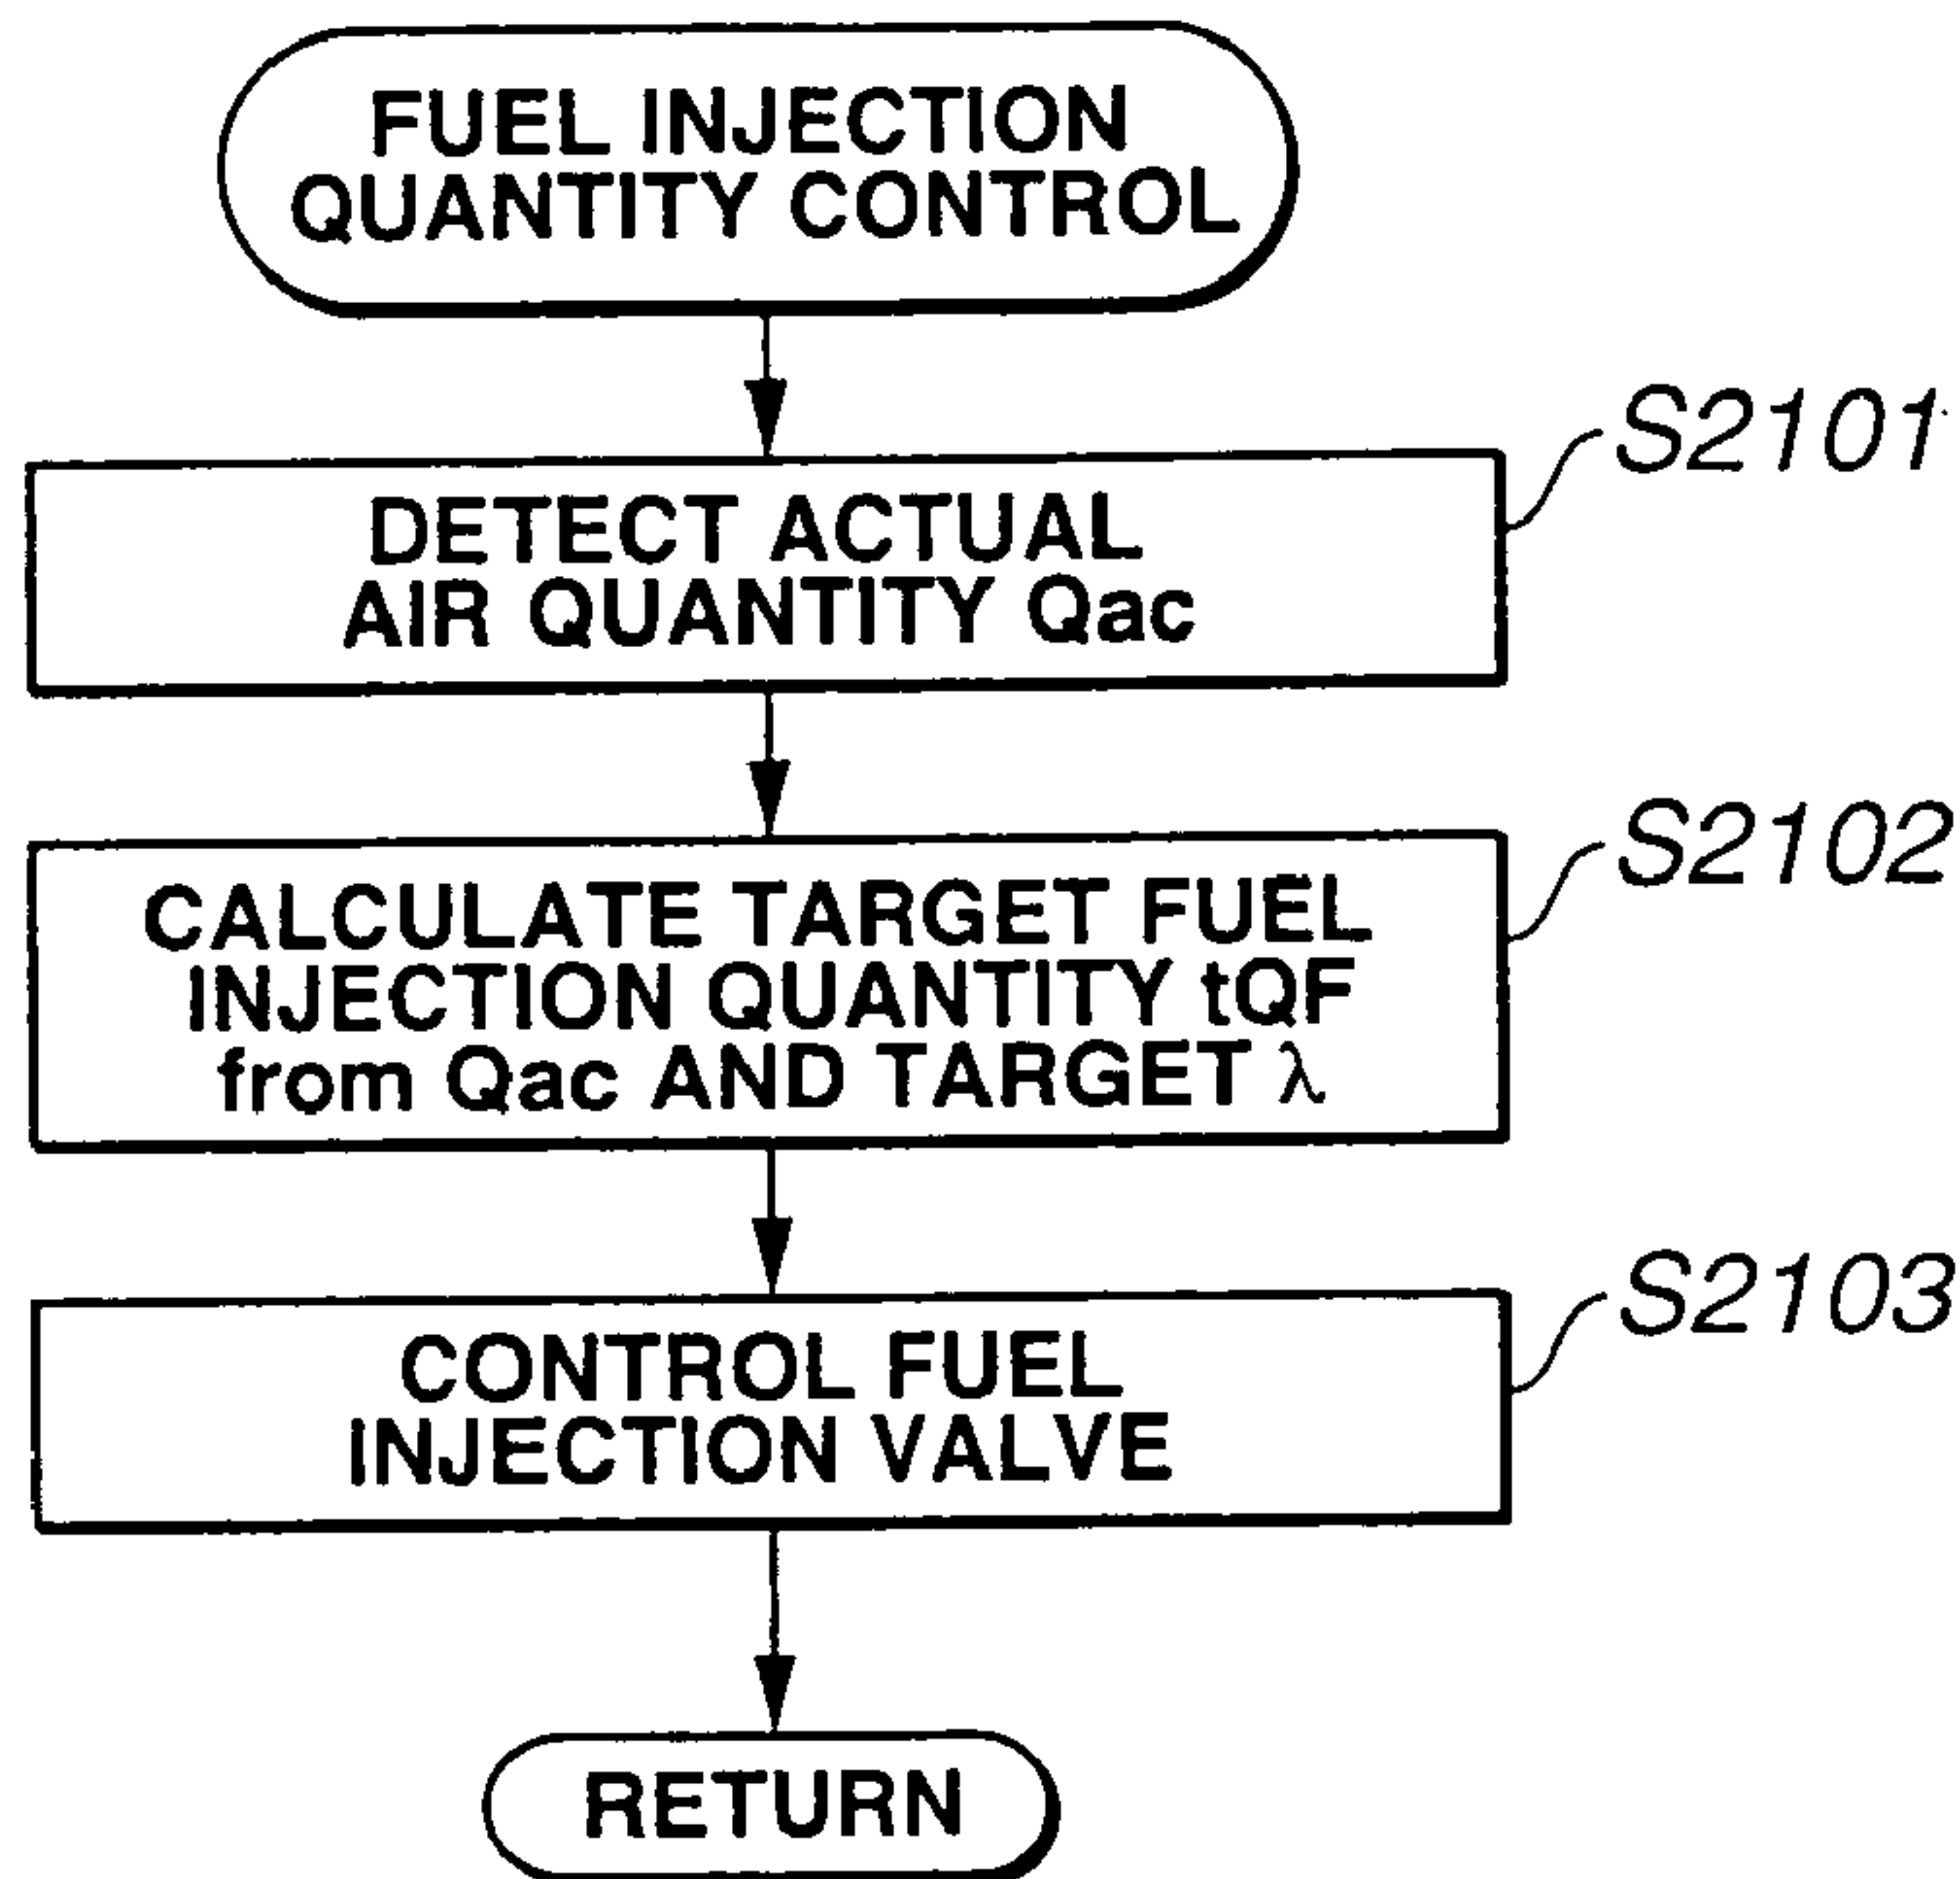 FUEL INJECTION
QUANTITY CONTROL
S2101
DETECT ACTUAL
AIR QUANTITY Qac
S2102
CALCULATE TARGET FUEL
INJECTION QUANTITY tQF
from Qac AND TARGET λ
S2103
CONTROL FUEL
INJECTION VALVE
RETURN